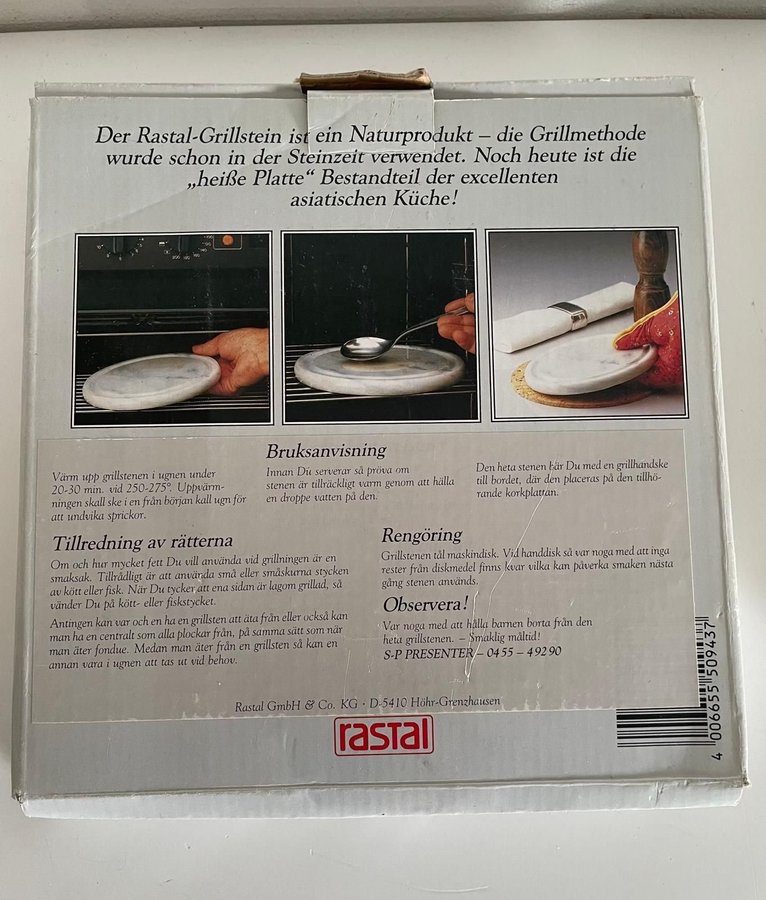 Der Rastal-Grillstein ist ein Naturprodukt – die Grillmethode
wurde schon in der Steinzeit verwendet. Noch heute ist die
„heiße Platte“ Bestandteil der excellenten
asiatischen Küche!
Bruksanvisning
Värm upp grillstenen i ugnen under
20-30 min. vid 250-275°. Uppvärm-
ningen skall ske i en från början kall ugn för
att undvika sprickor.
Innan Du serverar så pröva om
stenen är tillräckligt varm genom att hälla
en droppe vatten på den.
Den heta stenen bär Du med en grillhandske
till bordet, där den placeras på den tillhö-
rande korkplattan.
Tillredning av rätterna
Om och hur mycket fett Du vill använda vid grillningen är en
smaksak. Tillrådligt är att använda små eller småskurna stycken
av kött eller fisk. När Du tycker att ena sidan är lagom grillad, så
vänder Du på kött- eller fiskstycket.
Antingen kan var och en ha en grillsten att äta från eller också kan
man ha en centralt som alla plockar från, på samma sätt som när
man äter fondue. Medan man äter från en grillsten så kan en
annan vara i ugnen att tas ut vid behov.
Rengöring
Grillstenen tål maskindisk. Vid handdisk så var noga med att inga
rester från diskmedel finns kvar vilka kan påverka smaken nästa
gång stenen används.
Observera!
Var noga med att hålla barnen borta från den
heta grillstenen. – Smaklig måltid!
S-P PRESENTER – 0455 – 49290
Rastal GmbH & Co. KG · D-5410 Höhr-Grenzhausen
rastal
4 006655 509437